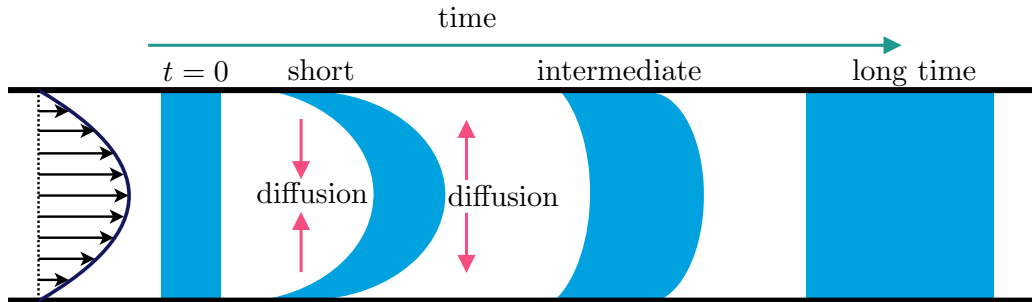 time
t = 0
short
intermediate
long time
diffusion
diffusion